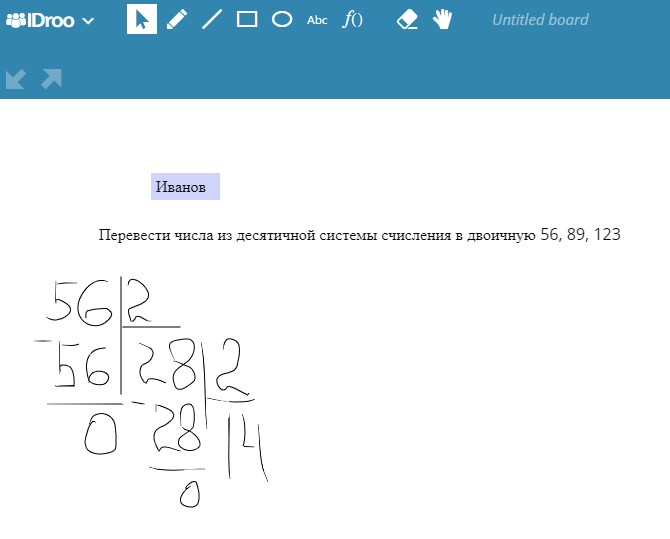 IDroo Abc f() Untitled board
Иванов
Перевести числа из десятичной системы счисления в двоичную 56, 89, 123
56 2
- 56 28 2
0 - 28 14
0